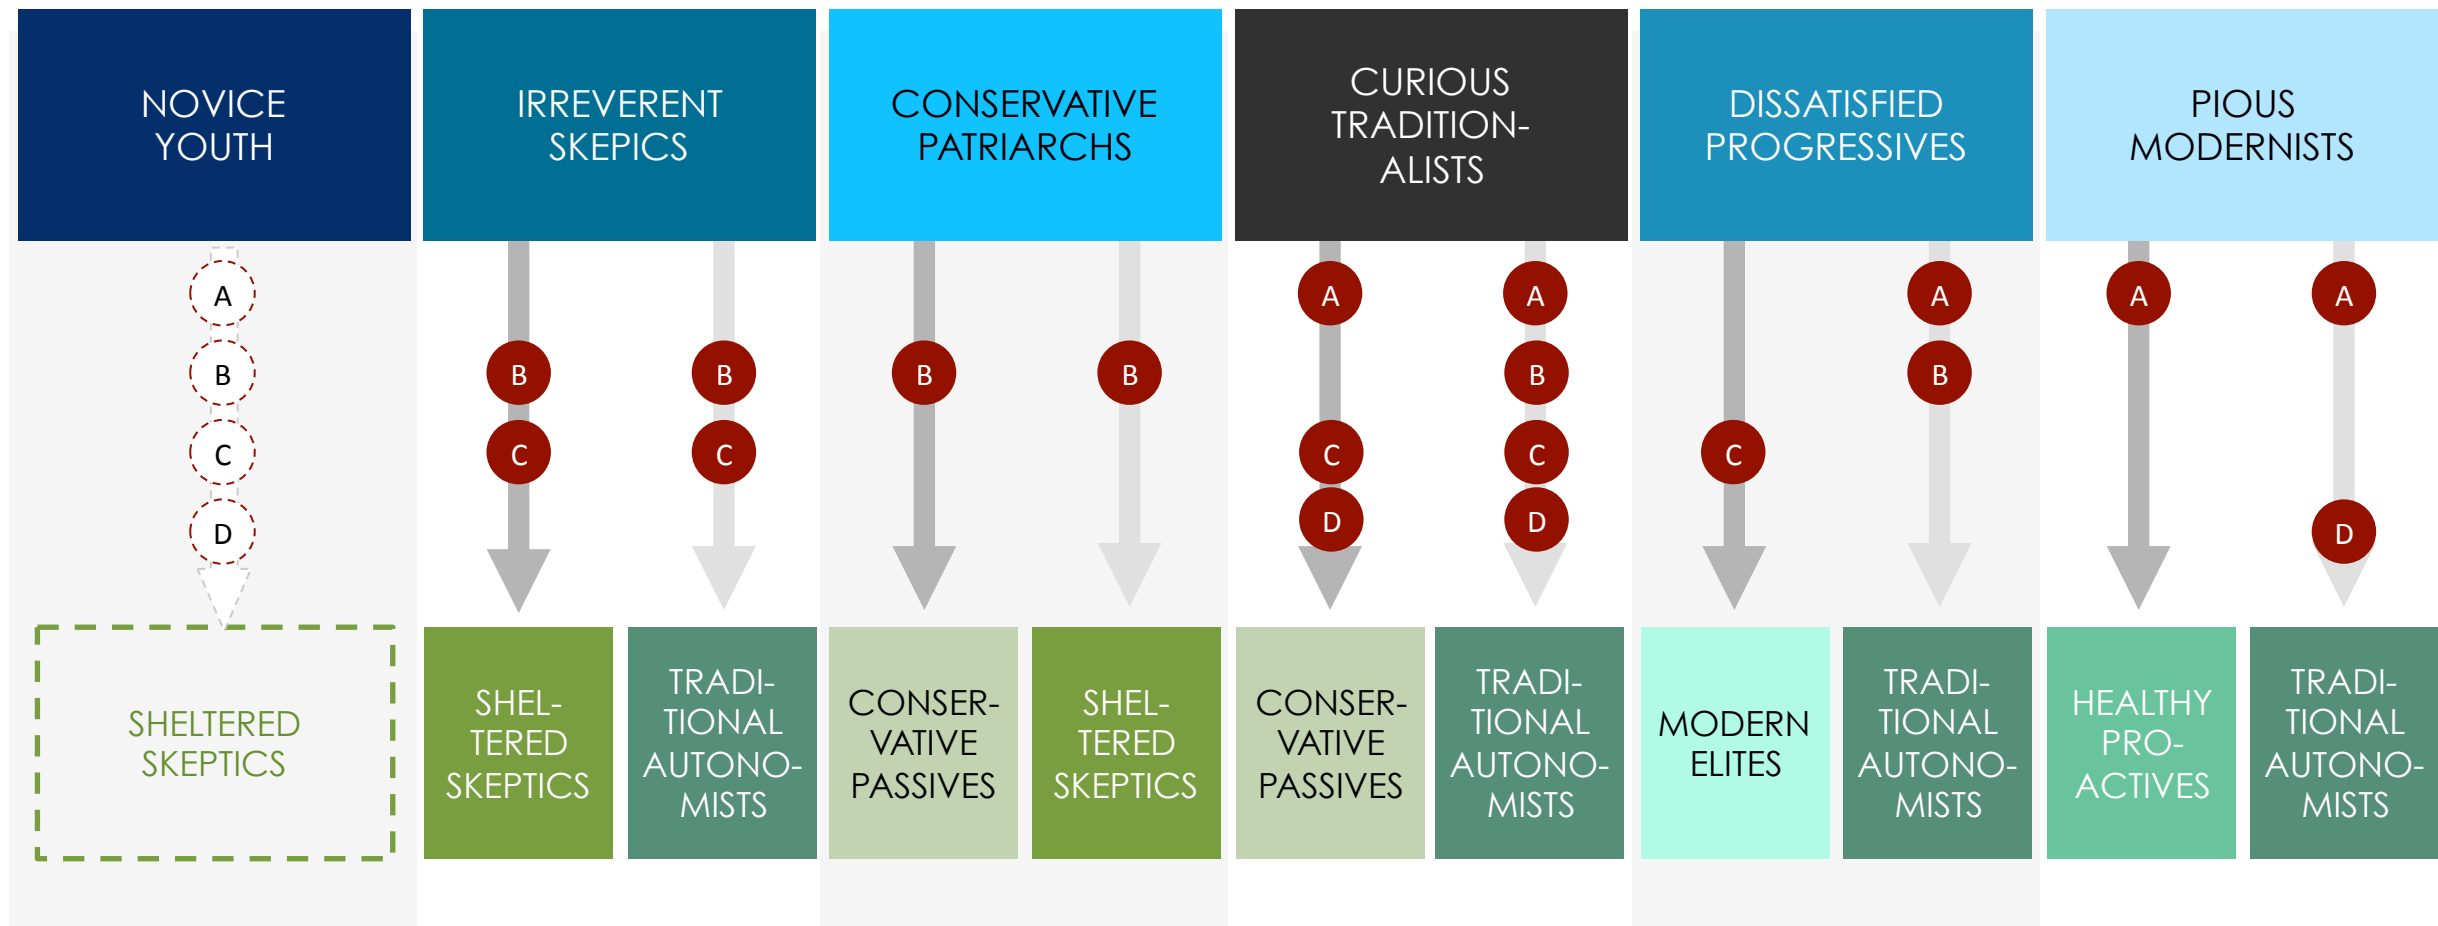 NOVICE
YOUTH
IRREVERENT
SKEPICS
CONSERVATIVE
PATRIARCHS
CURIOUS
TRADITION-
ALISTS
DISSATISFIED
PROGRESSIVES
PIOUS
MODERNISTS
A
B
C
D
B
C
B
C
B
B
A
C
D
A
B
C
D
C
A
B
A
A
D
SHELTERED
SKEPTICS
SHEL-
TERED
SKEPTICS
TRADI-
TIONAL
AUTONO-
MISTS
CONSER-
VATIVE
PASSIVES
SHEL-
TERED
SKEPTICS
CONSER-
VATIVE
PASSIVES
TRADI-
TIONAL
AUTONO-
MISTS
MODERN
ELITES
TRADI-
TIONAL
AUTONO-
MISTS
HEALTHY
PRO-
ACTIVES
TRADI-
TIONAL
AUTONO-
MISTS